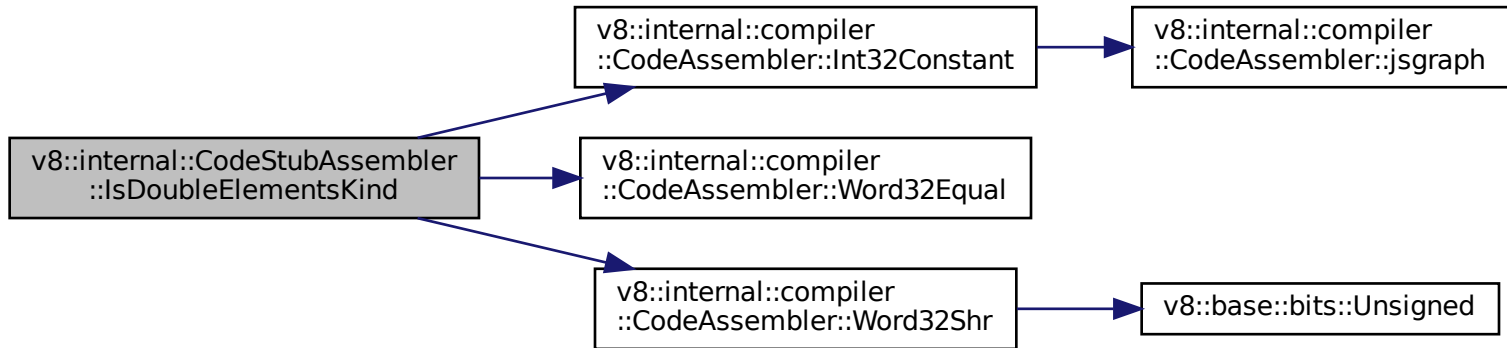 v8::internal::CodeStubAssembler
::IsDoubleElementsKind
v8::internal::compiler
::CodeAssembler::Int32Constant
v8::internal::compiler
::CodeAssembler::jsgraph
v8::internal::compiler
::CodeAssembler::Word32Equal
v8::internal::compiler
::CodeAssembler::Word32Shr
v8::base::bits::Unsigned